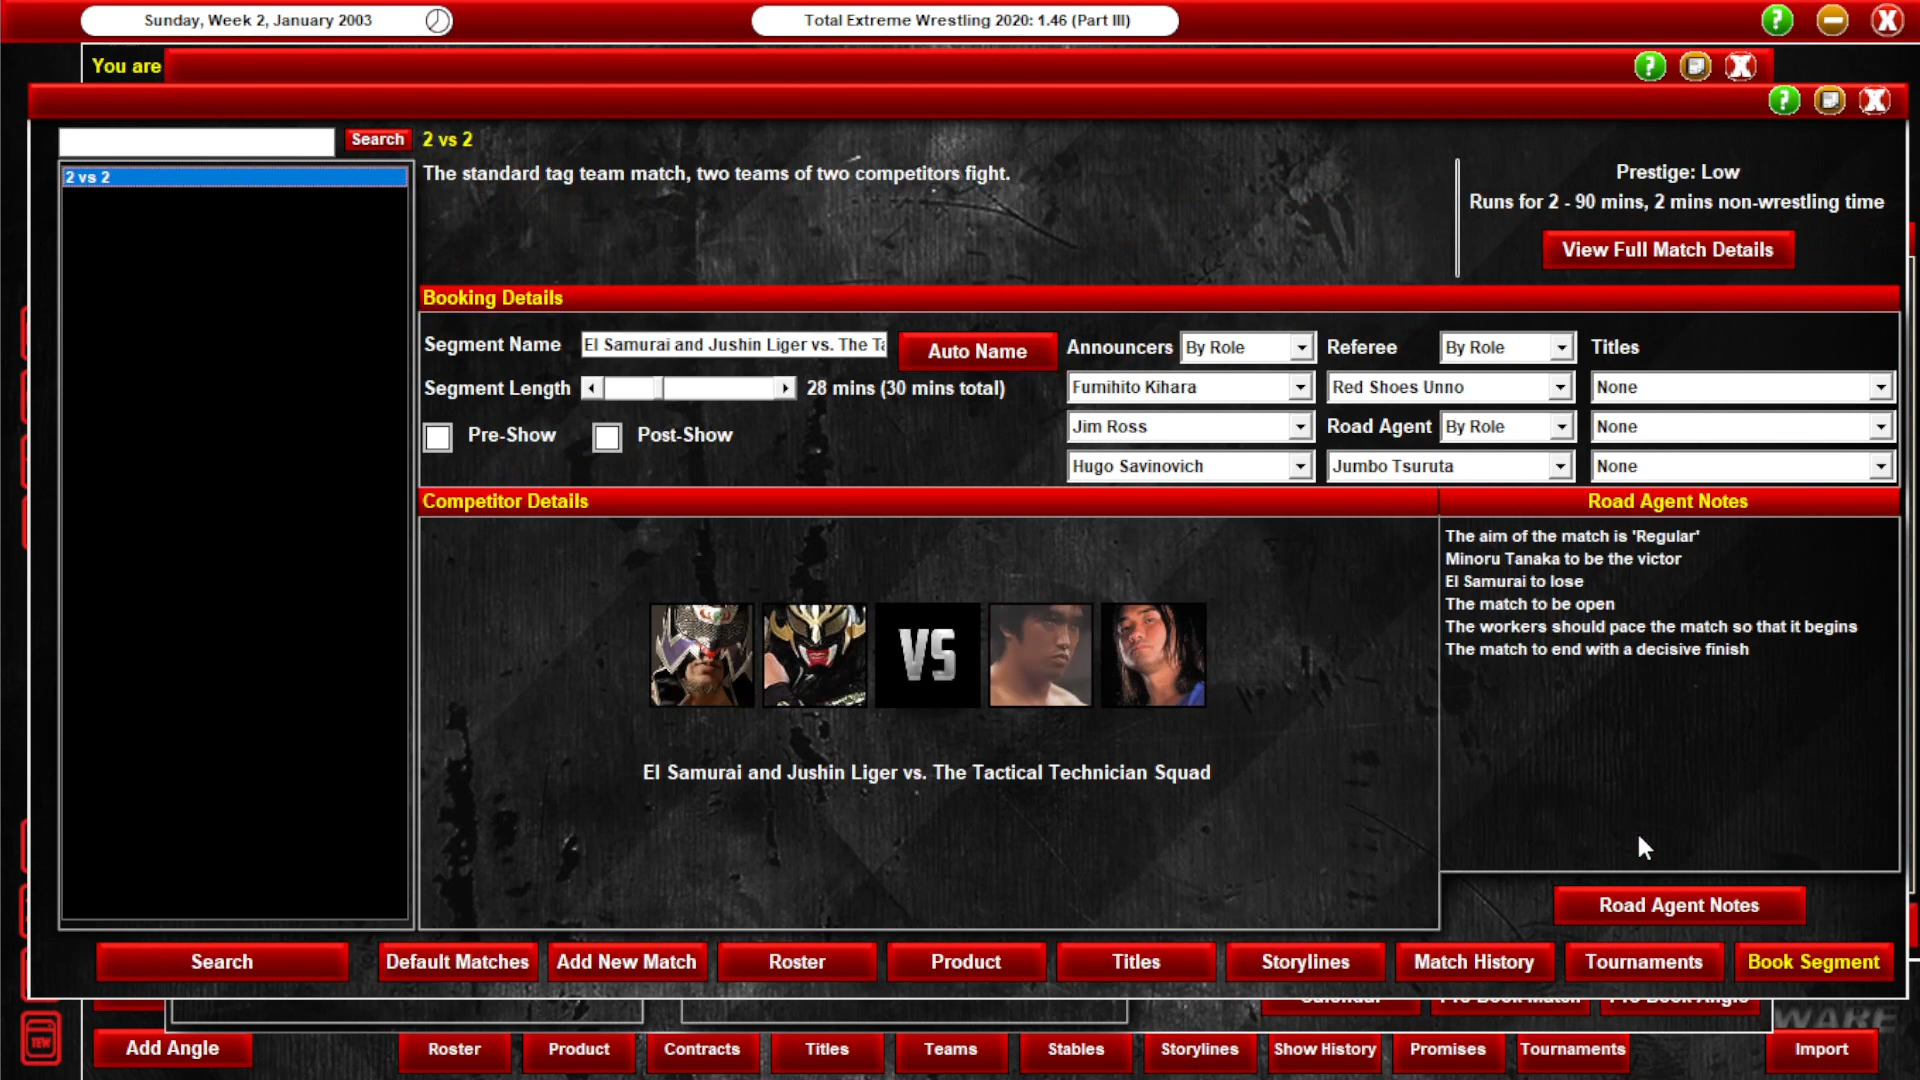 Sunday, Week 2, January 2003
Total Extreme Wrestling 2020: 1.46 (Part III)
You are
Search
2 vs 2
2 vs 2
The standard tag team match, two teams of two competitors fight.
Prestige: Low
Runs for 2 - 90 mins, 2 mins non-wrestling time
View Full Match Details
Booking Details
Segment Name
El Samurai and Jushin Liger vs. The Ta
Auto Name
Announcers
By Role
Referee
By Role
Titles
Segment Length
28 mins (30 mins total)
Fumihito Kihara
Red Shoes Unno
None
Pre-Show
Post-Show
Jim Ross
Road Agent
By Role
None
Hugo Savinovich
Jumbo Tsuruta
None
Competitor Details
Road Agent Notes
The aim of the match is 'Regular'
Minoru Tanaka to be the victor
El Samurai to lose
The match to be open
The workers should pace the match so that it begins
The match to end with a decisive finish
VS
El Samurai and Jushin Liger vs. The Tactical Technician Squad
Road Agent Notes
Search
Default Matches
Add New Match
Roster
Product
Titles
Storylines
Match History
Tournaments
Book Segment
Calendar
Pre Book Match
Pre Book Angle
WARE
TEW
Add Angle
Roster
Product
Contracts
Titles
Teams
Stables
Storylines
Show History
Promises
Tournaments
Import